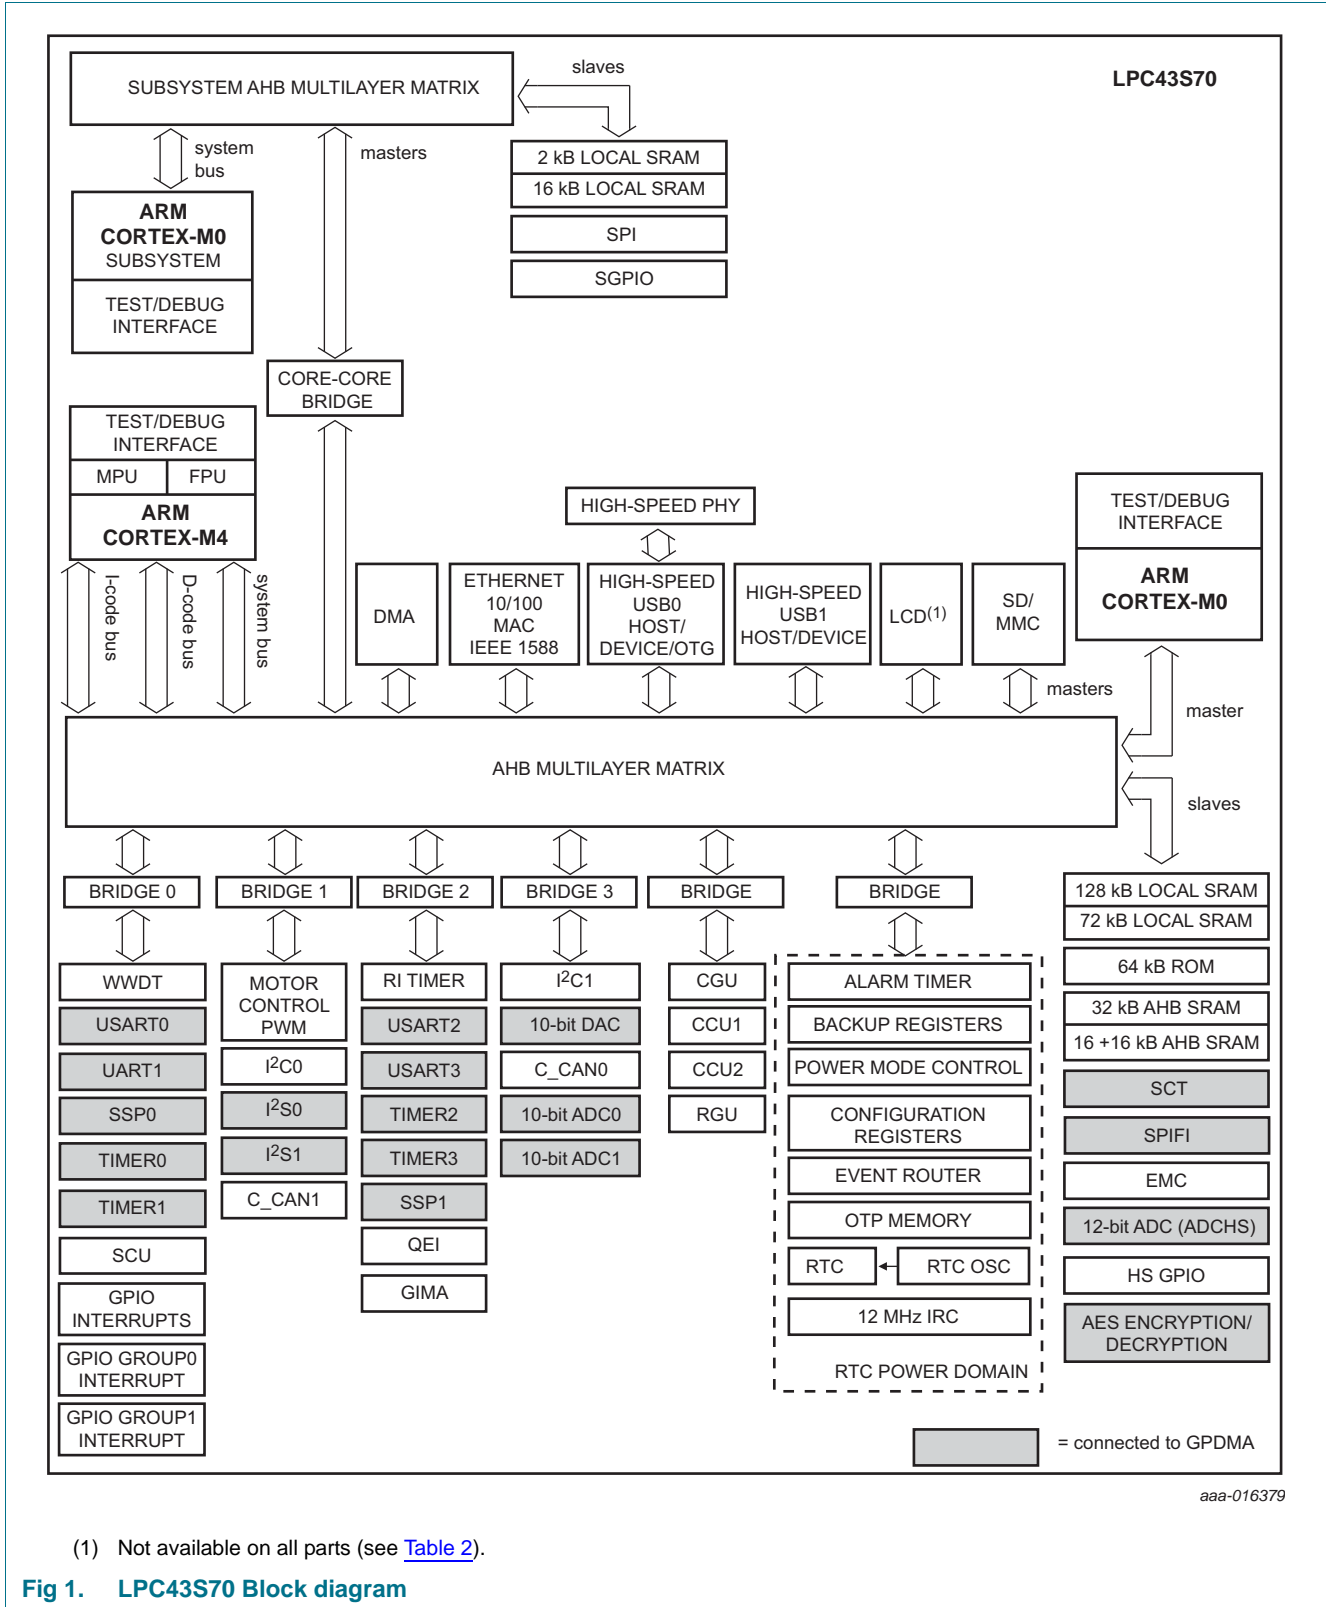 LPC43S70
SUBSYSTEM AHB MULTILAYER MATRIX
slaves
system
bus
masters
2 kB LOCAL SRAM
16 kB LOCAL SRAM
SPI
SGPIO
ARM
CORTEX-M0
SUBSYSTEM
TEST/DEBUG
INTERFACE
CORE-CORE
BRIDGE
TEST/DEBUG
INTERFACE
MPU
FPU
ARM
CORTEX-M4
I-code bus
D-code bus
system bus
HIGH-SPEED PHY
DMA
ETHERNET
10/100
MAC
IEEE 1588
HIGH-SPEED
USB0
HOST/
DEVICE/OTG
HIGH-SPEED
USB1
HOST/DEVICE
LCD(1)
SD/
MMC
TEST/DEBUG
INTERFACE
ARM
CORTEX-M0
masters
master
AHB MULTILAYER MATRIX
slaves
BRIDGE 0
BRIDGE 1
BRIDGE 2
BRIDGE 3
BRIDGE
BRIDGE
WWDT
USART0
UART1
SSP0
TIMER0
TIMER1
SCU
GPIO
INTERRUPTS
GPIO GROUP0
INTERRUPT
GPIO GROUP1
INTERRUPT
MOTOR
CONTROL
PWM
I2C0
I2S0
I2S1
C_CAN1
RI TIMER
USART2
USART3
TIMER2
TIMER3
SSP1
QEI
GIMA
I2C1
10-bit DAC
C_CAN0
10-bit ADC0
10-bit ADC1
CGU
CCU1
CCU2
RGU
ALARM TIMER
BACKUP REGISTERS
POWER MODE CONTROL
CONFIGURATION
REGISTERS
EVENT ROUTER
OTP MEMORY
RTC
RTC OSC
12 MHz IRC
RTC POWER DOMAIN
128 kB LOCAL SRAM
72 kB LOCAL SRAM
64 kB ROM
32 kB AHB SRAM
16 +16 kB AHB SRAM
SCT
SPIFI
EMC
12-bit ADC (ADCHS)
HS GPIO
AES ENCRYPTION/
DECRYPTION
= connected to GPDMA
aaa-016379
(1) Not available on all parts (see Table 2).
Fig 1. LPC43S70 Block diagram